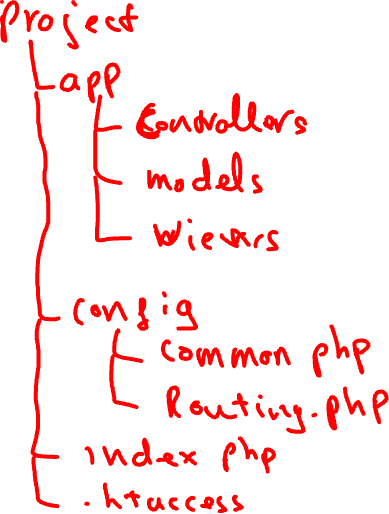 Project
app
Controllers
models
Wievers
config
common php
Routing.php
index php
.htaccess